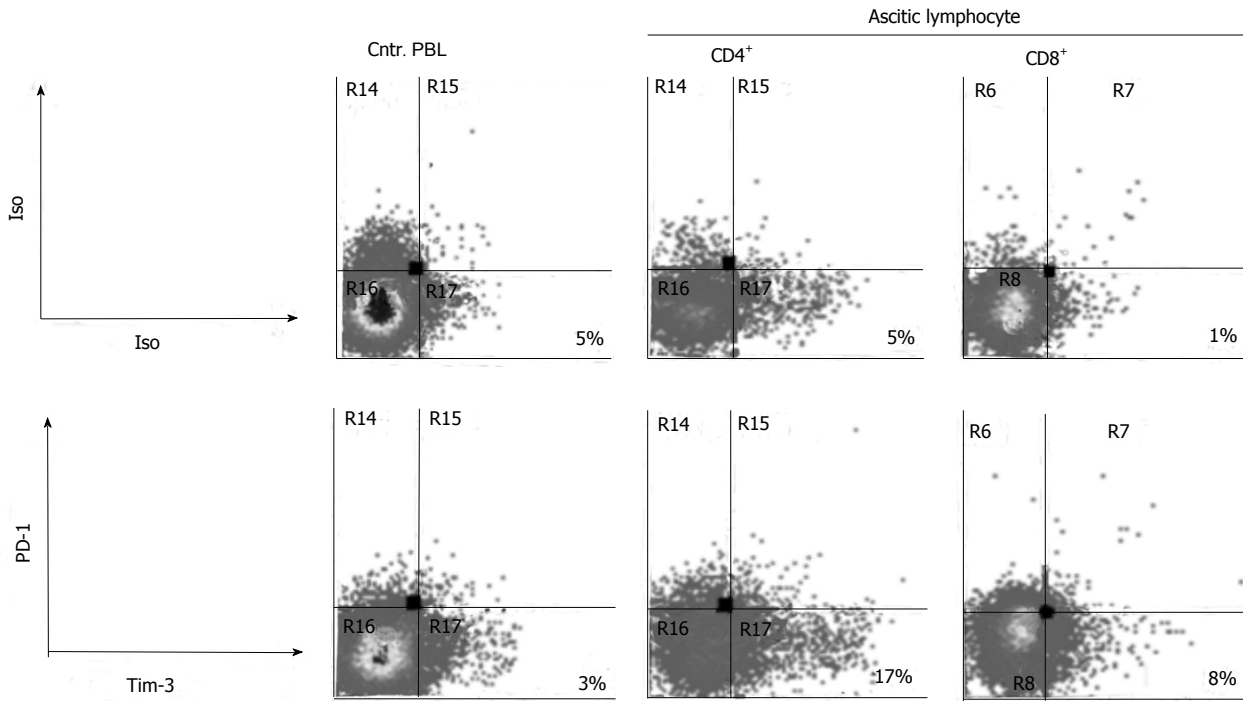 Ascitic lymphocyte
Cntr. PBL
CD4+
CD8+
Iso
R14 R15
R14 R15
R6 R7
R16 R17
R16 R17
R8
5%
5%
1%
Iso
PD-1
R14 R15
R14 R15
R6 R7
R16 R17
R16 R17
R8
3%
17%
8%
Tim-3